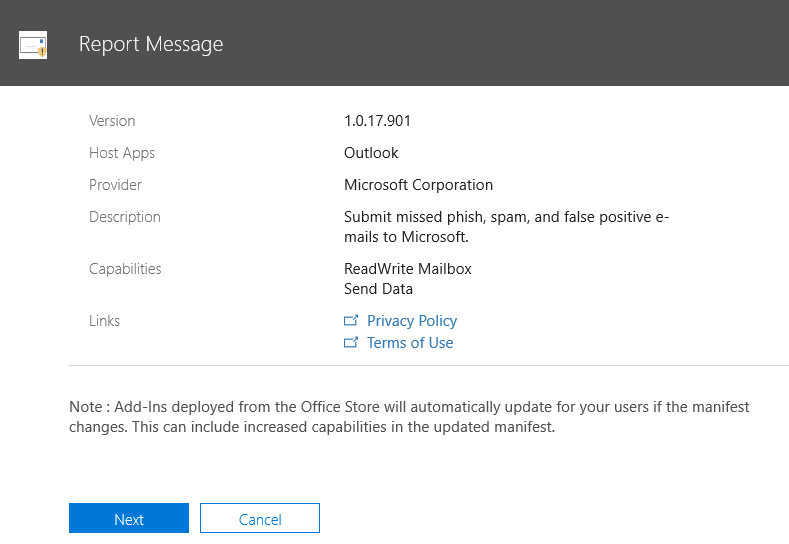 Report Message
Version 1.0.17.901
Host Apps Outlook
Provider Microsoft Corporation
Description Submit missed phish, spam, and false positive e-
mails to Microsoft.
Capabilities ReadWrite Mailbox
Send Data
Links Privacy Policy
Terms of Use
Note : Add-Ins deployed from the Office Store will automatically update for your users if the manifest
changes. This can include increased capabilities in the updated manifest.
Next Cancel